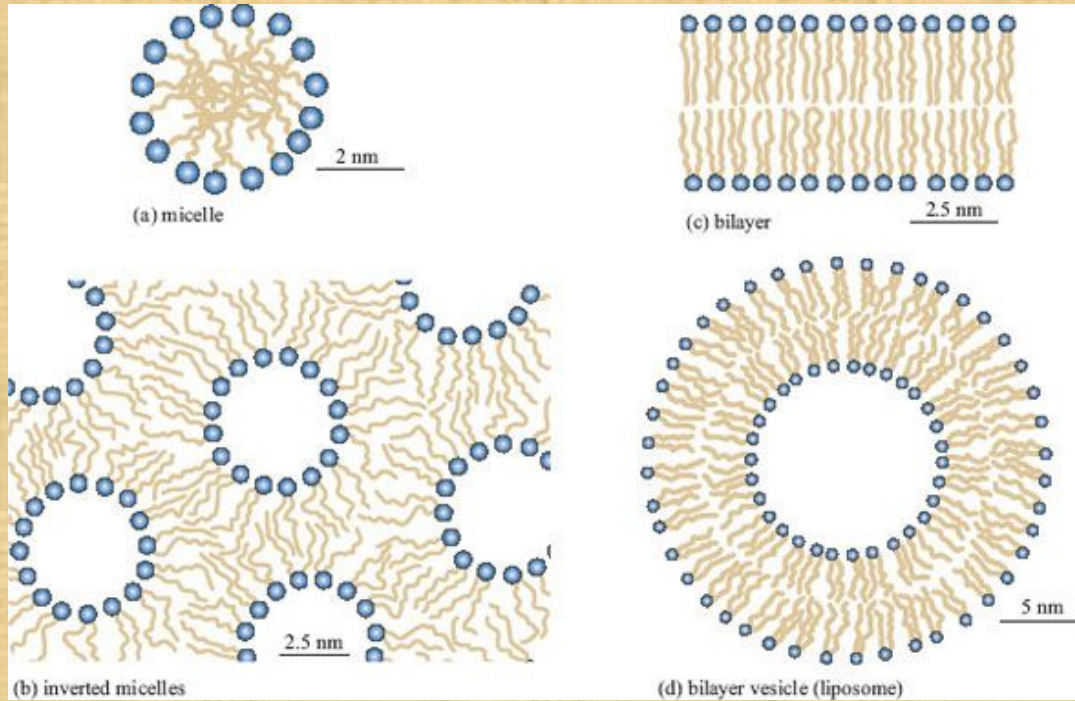 2 nm
(a) micelle
2.5 nm
(c) bilayer
2.5 nm
(b) inverted micelles
5 nm
(d) bilayer vesicle (liposome)